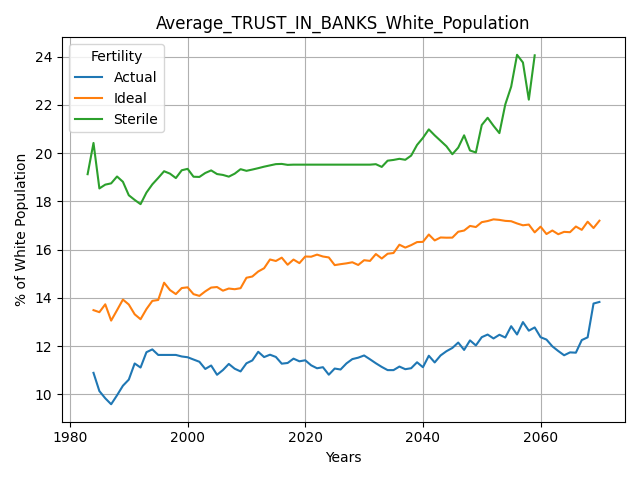 Average_TRUST_IN_BANKS_White_Population
Fertility
Actual
Ideal
Sterile
% of White Population
24
22
20
18
16
14
12
10
1980
2000
2020
2040
2060
Years